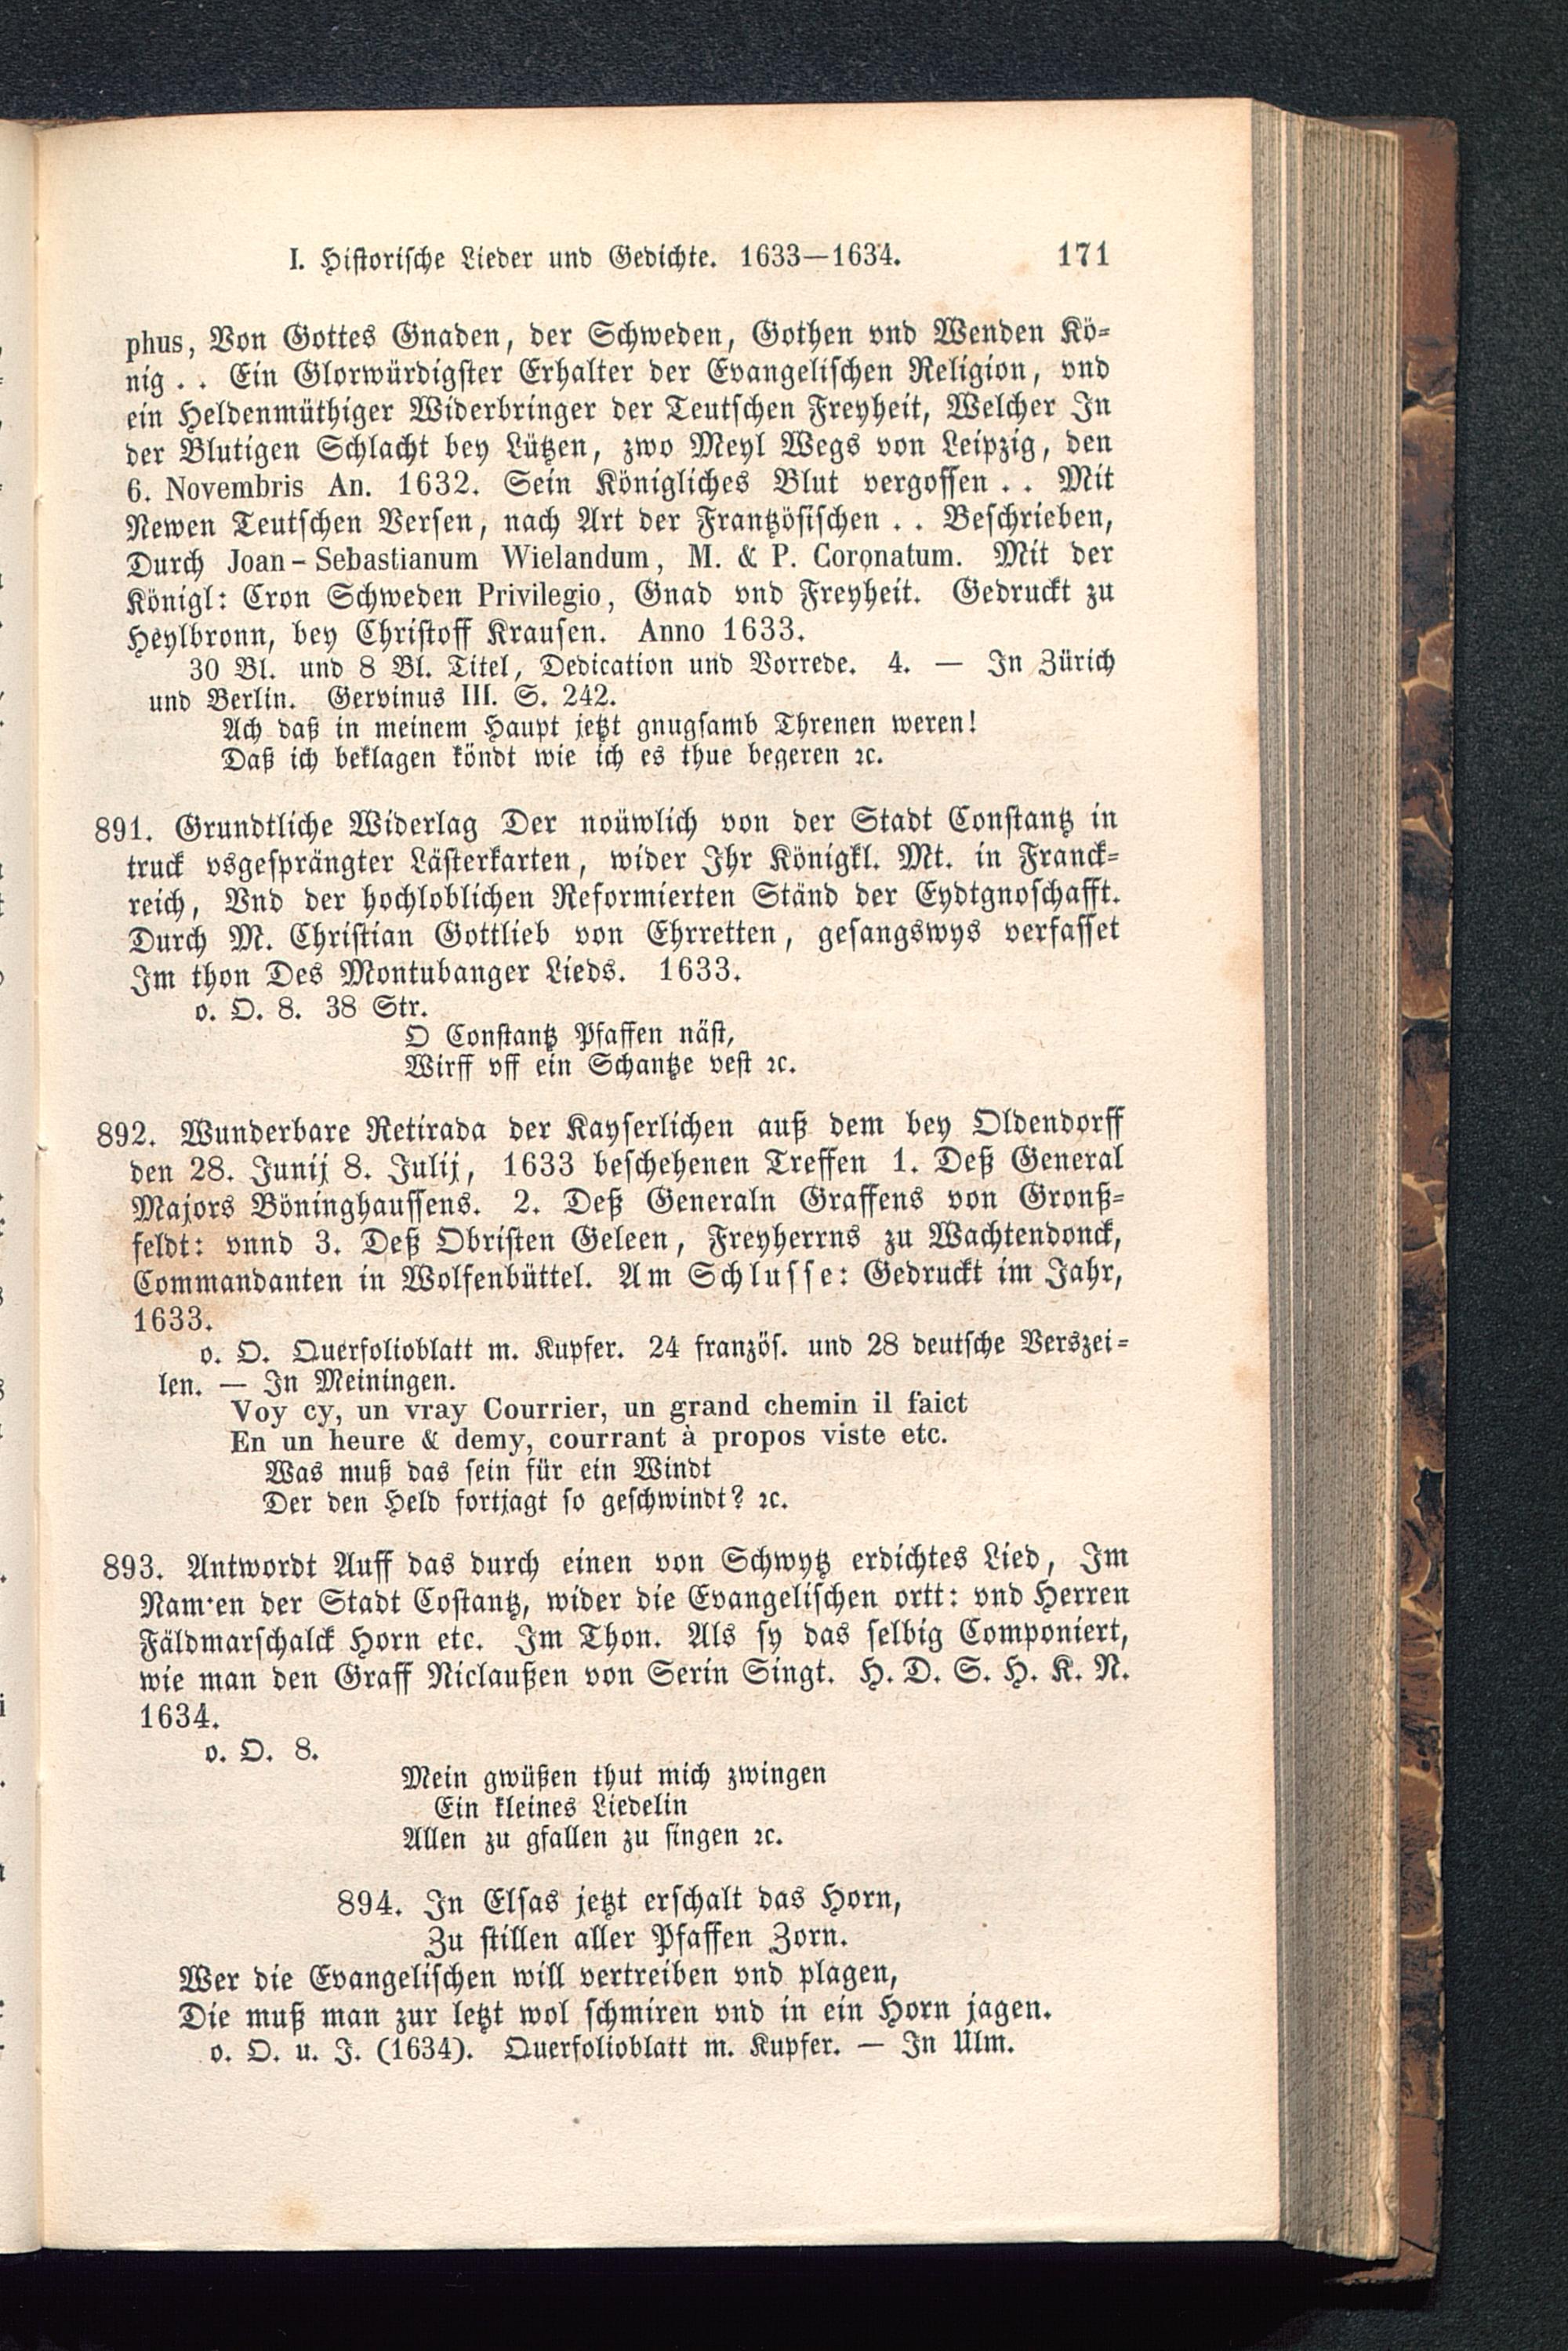 I. Historische Lieder und Gedichte. 1633—1634. 171
phus, Von Gottes Gnaden, der Schweden, Gothen vnd Wenden Kö-
nig . . Ein Glorwürdigster Erhalter der Evangelischen Religion, vnd
ein Heldenmüthiger Widerbringer der Teutschen Freyheit, Welcher In
der Blutigen Schlacht bey Lützen, zwo Meyl Wegs von Leipzig, den
6. Novembris An. 1632. Sein Königliches Blut vergossen . . Mit
Newen Teutschen Versen, nach Art der Frantzösischen . . Beschrieben,
Durch Joan-Sebastianum Wielandum, M. & P. Coronatum. Mit der
Königl: Cron Schweden Privilegio, Gnad vnd Freyheit. Gedruckt zu
Heylbronn, bey Christoff Krausen. Anno 1633.
30 Bl. und 8 Bl. Titel, Dedication und Vorrede. 4. — In Zürich
und Berlin. Gervinus III. S. 242.
Ach daß in meinem Haupt jetzt gnugsamb Threnen weren!
Daß ich beklagen köndt wie ich es thue begeren ꝛc.
891. Grundtliche Widerlag Der noüwlich von der Stadt Constantz in
truck vsgesprängter Lästerkarten, wider Ihr Königkl. Mt. in Franck-
reich, Vnd der hochloblichen Reformierten Ständ der Eydtgnoschafft.
Durch M. Christian Gottlieb von Ehrretten, gesangswys verfasset
Im thon Des Montubanger Lieds. 1633.
o. O. 8. 38 Str.
O Constantz Pfaffen näst,
Wirff vff ein Schantze vest ꝛc.
892. Wunderbare Retirada der Kayserlichen auß dem bey Oldendorff
den 28. Junij 8. Julij, 1633 beschehenen Treffen 1. Deß General
Majors Böninghaussens. 2. Deß Generaln Graffens von Gronß-
feldt: vnnd 3. Deß Obristen Geleen, Freyherrns zu Wachtendonck,
Commandanten in Wolfenbüttel. Am Schlusse: Gedruckt im Jahr,
1633.
o. O. Querfolioblatt m. Kupfer. 24 französ. und 28 deutsche Verszei-
len. — In Meiningen.
Voy cy, un vray Courrier, un grand chemin il faict
En un heure & demy, courrant à propos viste etc.
Was muß das sein für ein Windt
Der den Held fortjagt so geschwindt? ꝛc.
893. Antwordt Auff das durch einen von Schwytz erdichtes Lied, Im
Nam·en der Stadt Costantz, wider die Evangelischen ortt: vnd Herren
Fäldmarschalck Horn etc. Im Thon. Als sy das selbig Componiert,
wie man den Graff Niclaußen von Serin Singt. H. D. S. H. K. N.
1634.
o. O. 8.
Mein gwüßen thut mich zwingen
Ein kleines Liedelin
Allen zu gfallen zu singen ꝛc.
894. In Elsas jetzt erschalt das Horn,
Zu stillen aller Pfaffen Zorn.
Wer die Evangelischen will vertreiben vnd plagen,
Die muß man zur letzt wol schmiren vnd in ein Horn jagen.
o. O. u. J. (1634). Querfolioblatt m. Kupfer. — In Ulm.